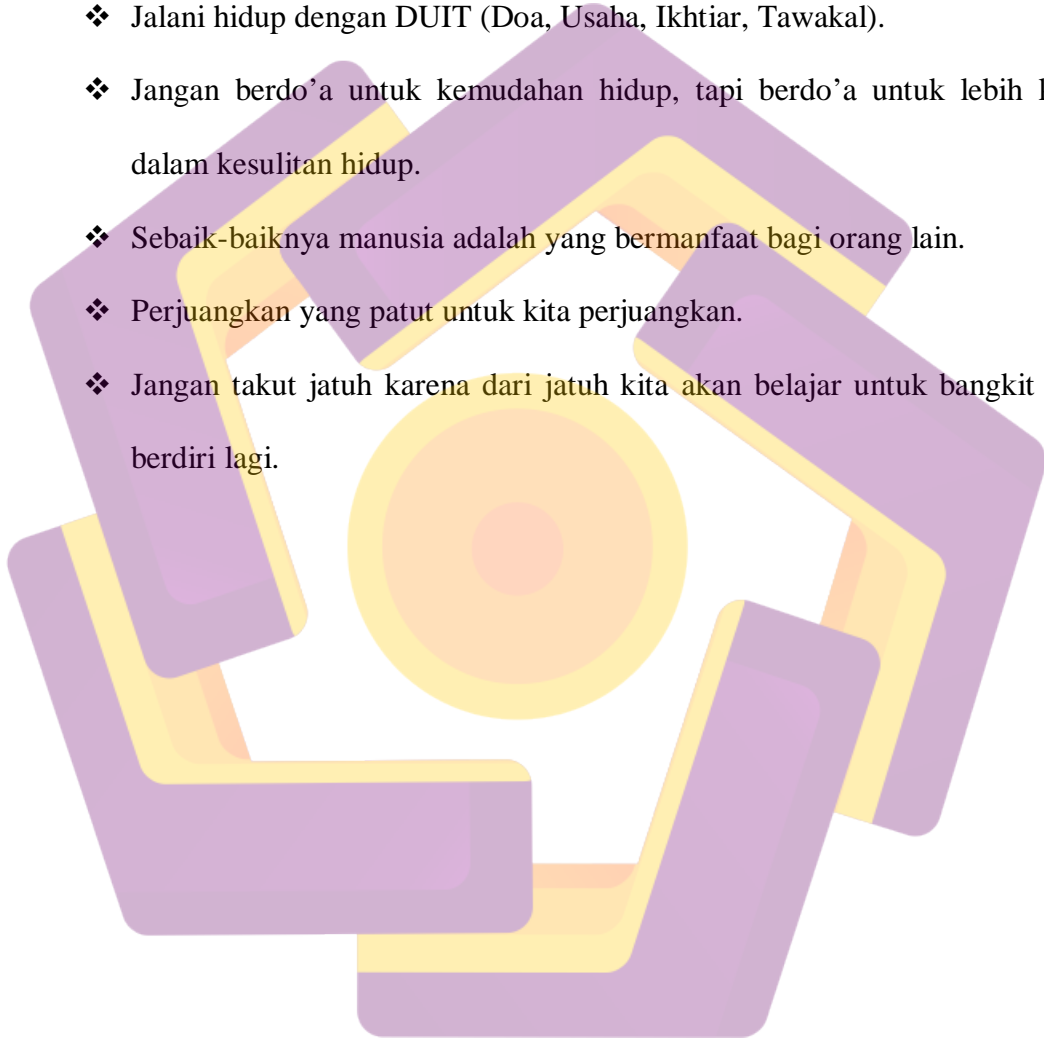 ❖ Jalani hidup dengan DUIT (Doa, Usaha, Ikhtiar, Tawakal).
❖ Jangan berdo’a untuk kemudahan hidup, tapi berdo’a untuk lebih
dalam kesulitan hidup.
❖ Sebaik-baiknya manusia adalah yang bermanfaat bagi orang lain.
❖ Perjuangkan yang patut untuk kita perjuangkan.
❖ Jangan takut jatuh karena dari jatuh kita akan belajar untuk bangkit
berdiri lagi.